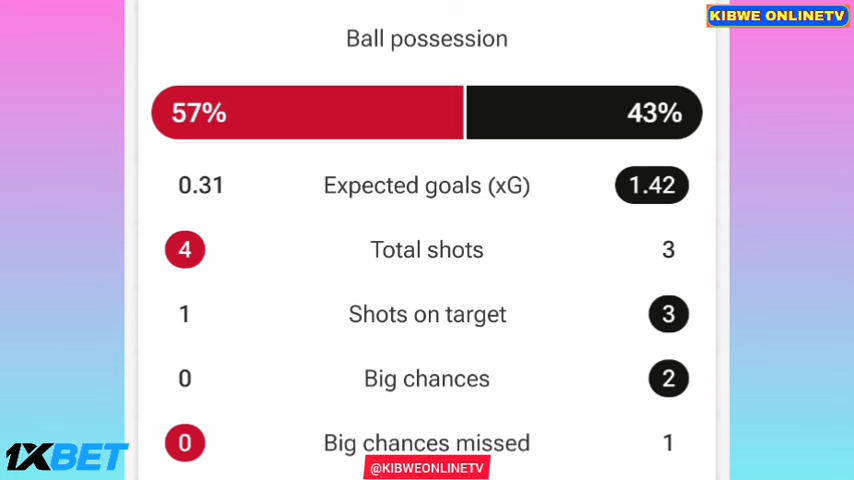 KIBWE ONLINETV
Ball possession
57% 43%
0.31 Expected goals (xG) 1.42
4 Total shots 3
1 Shots on target 3
0 Big chances 2
0 Big chances missed 1
1XBET
@KIBWEONLINETV